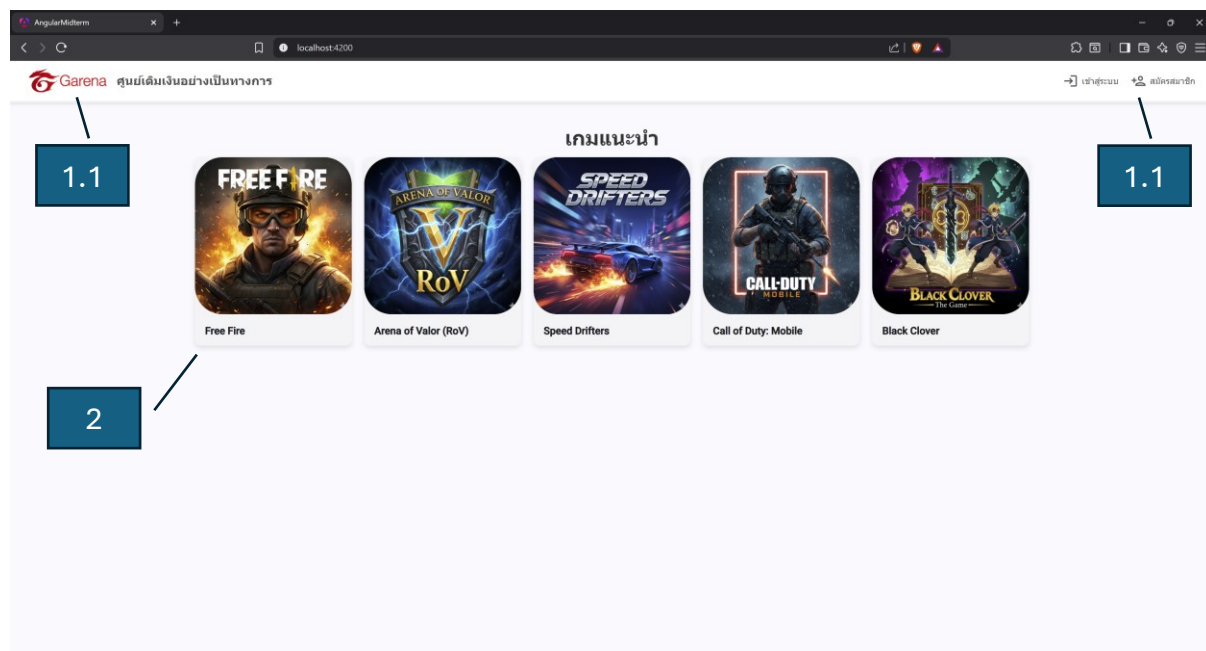 AngularMidterm
localhost:4200
Garena ศูนย์เติมเงินอย่างเป็นทางการ
เข้าสู่ระบบ สมัครสมาชิก
เกมแนะนำ
1.1
1.1
FREE FIRE
ARENA OF VALOR
V
RoV
SPEED
DRIFTERS
CALL·DUTY
MOBILE
BLACK CLOVER
The Game
Free Fire
Arena of Valor (RoV)
Speed Drifters
Call of Duty: Mobile
Black Clover
2